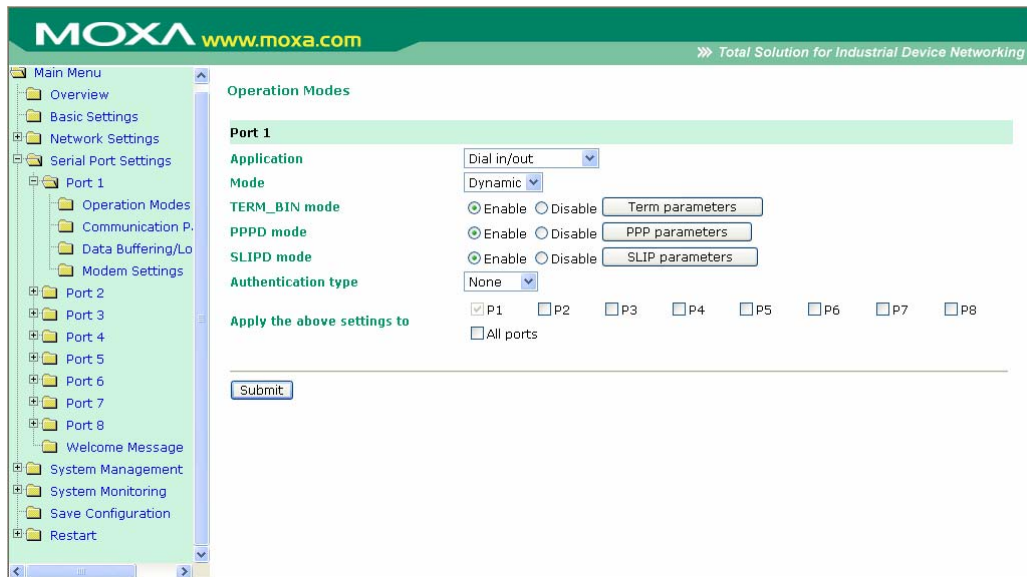 MOXA www.moxa.com
Total Solution for Industrial Device Networking
Main Menu
Overview
Basic Settings
Network Settings
Serial Port Settings
Port 1
Operation Modes
Communication P
Data Buffering/Lo
Modem Settings
Port 2
Port 3
Port 4
Port 5
Port 6
Port 7
Port 8
Welcome Message
System Management
System Monitoring
Save Configuration
Restart
Operation Modes
Port 1
Application Dial in/out
Mode Dynamic
TERM_BIN mode Enable Disable Term parameters
PPPD mode Enable Disable PPP parameters
SLIPD mode Enable Disable SLIP parameters
Authentication type None
Apply the above settings to P1 P2 P3 P4 P5 P6 P7 P8
All ports
Submit